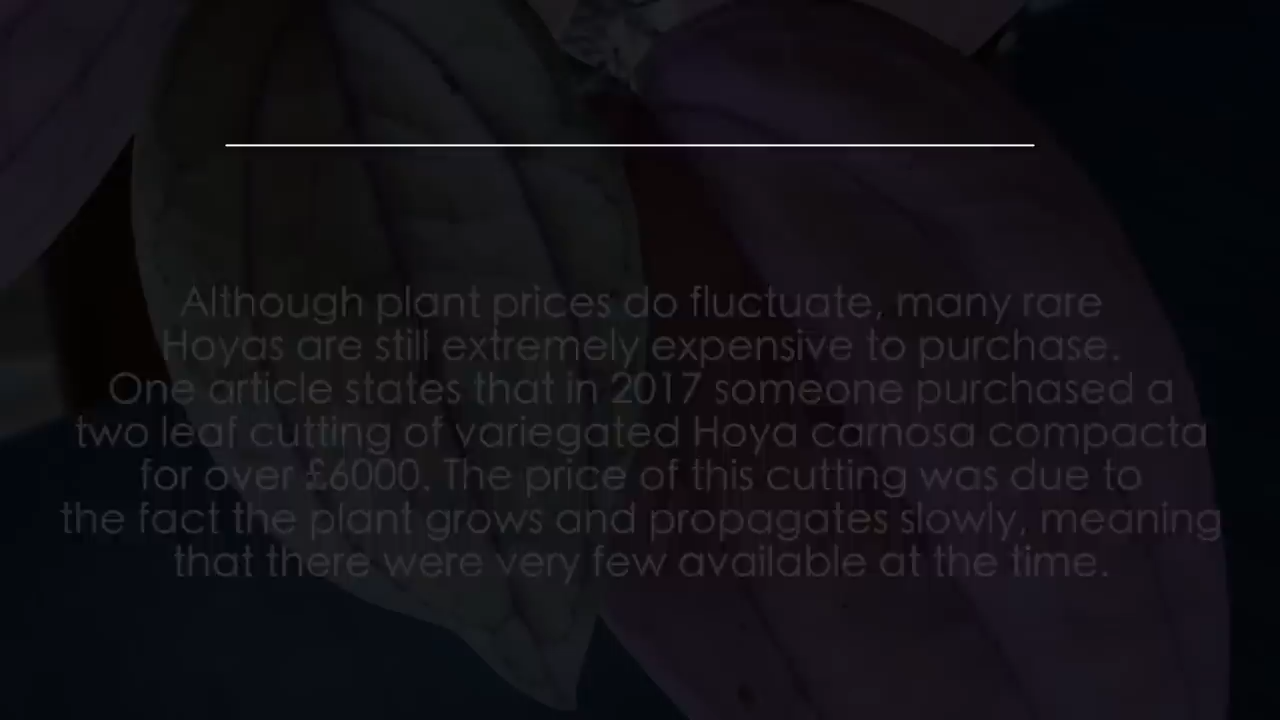 Although plant prices do fluctuate, many rare
Hoyas are still extremely expensive to purchase.
One article states that in 2017 someone purchased a
two leaf cutting of variegated Hoya carnosa compacta
for over £6000. The price of this cutting was due to
the fact the plant grows and propagates slowly, meaning
that there were very few available at the time.